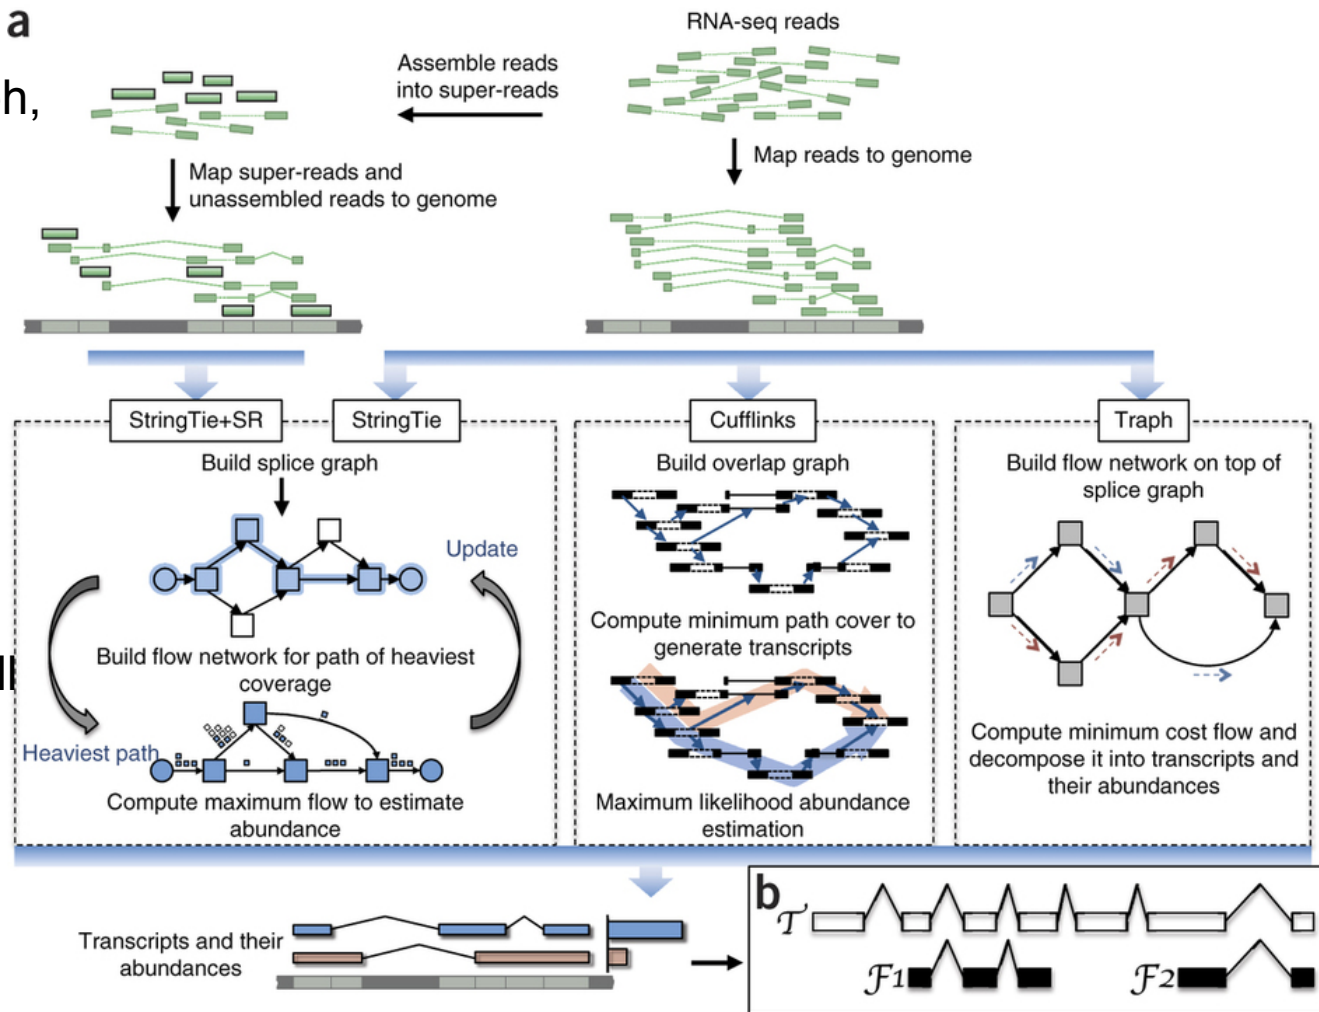 a
RNA-seq reads
Assemble reads
into super-reads
h,
Map reads to genome
Map super-reads and
unassembled reads to genome
StringTie+SR
StringTie
Cufflinks
Traph
Build splice graph
Update
Build flow network for path of heaviest
coverage
ll
Heaviest path
Compute maximum flow to estimate
abundance
Build overlap graph
Compute minimum path cover to
generate transcripts
Maximum likelihood abundance
estimation
Build flow network on top of
splice graph
Compute minimum cost flow and
decompose it into transcripts and
their abundances
Transcripts and their
abundances
b
𝒯
ℱ1
ℱ2